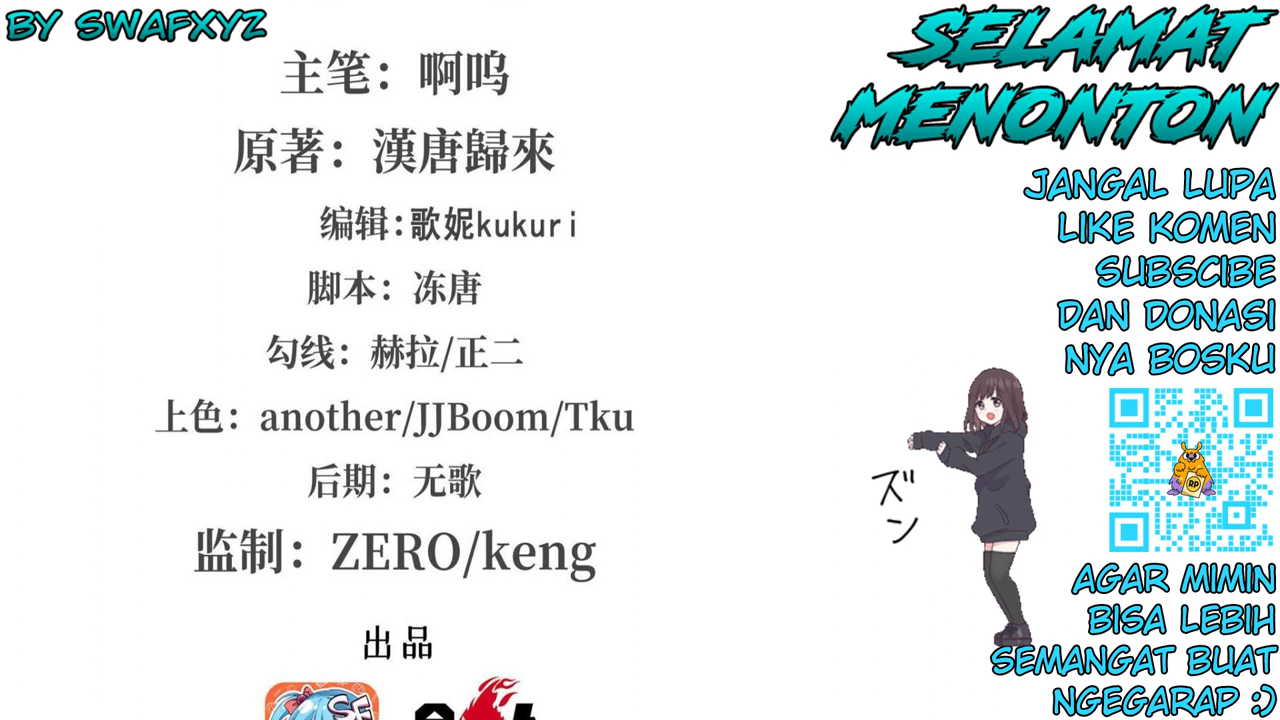 BY SWAFXYZ
主笔：啊呜
原著：漢唐歸來
编辑:歌妮kukuri
脚本：冻唐
勾线：赫拉/正二
上色：another/JJBoom/Tku
后期：无歌
监制：ZERO/keng
出品
SELAMAT
MENONTON
JANGAL LUPA
LIKE KOMEN
SUBSCIBE
DAN DONASI
NYA BOSKU
RP
ズ
ン
AGAR MIMIN
BISA LEBIH
SEMANGAT BUAT
NGEGARAP :)